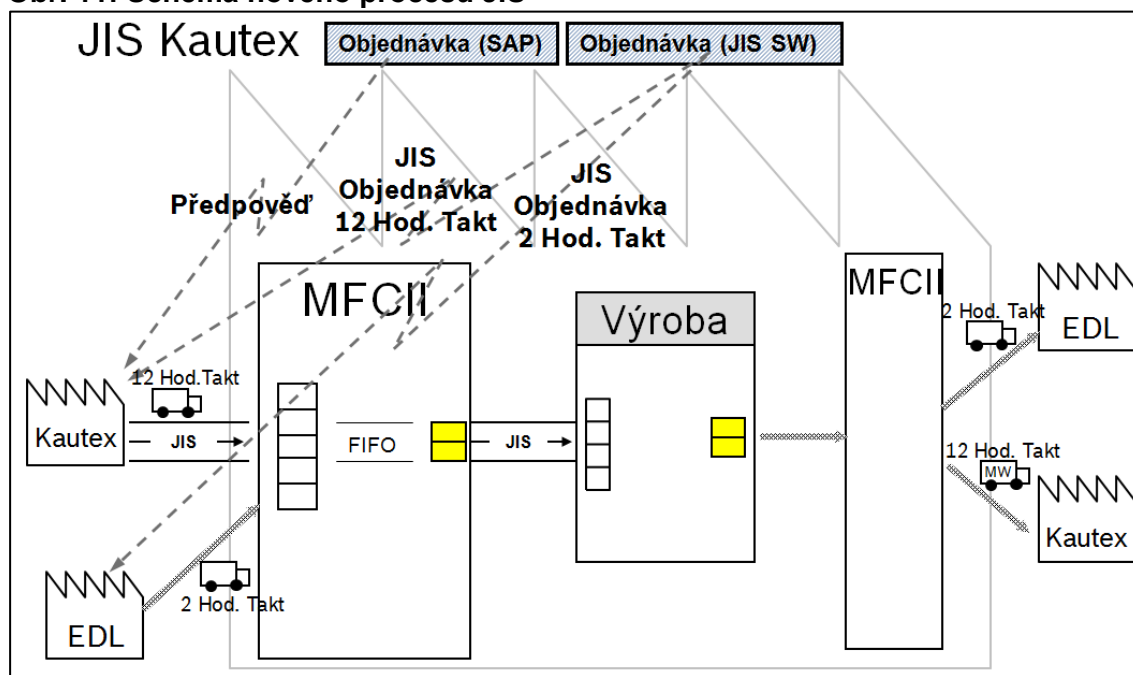 JIS Kautex
Objednávka (SAP)
Objednávka (JIS SW)
Předpověď
JIS
Objednávka
12 Hod. Takt
JIS
Objednávka
2 Hod. Takt
MFCII
Výroba
MFCII
2 Hod. Takt
EDL
12 Hod.Takt
Kautex
JIS
FIFO
JIS
12 Hod. Takt
MW
Kautex
2 Hod. Takt
EDL